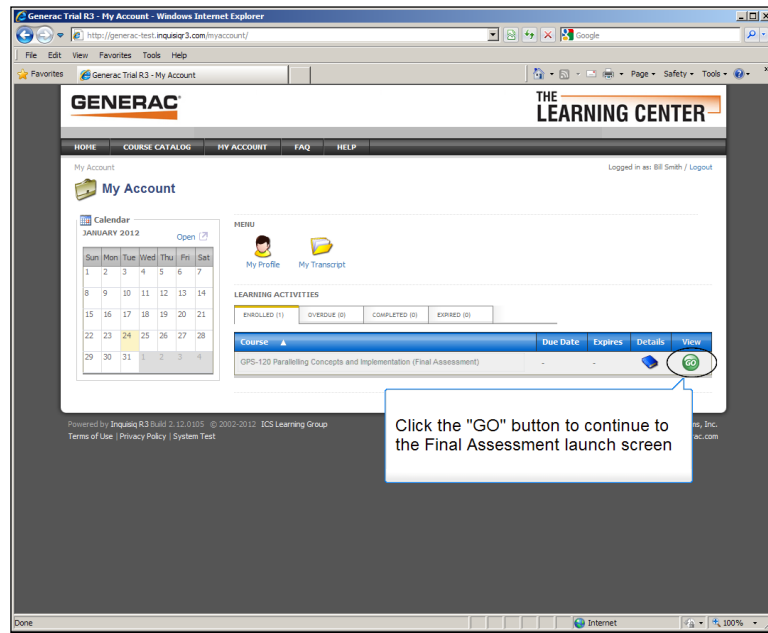 Generac Trial R3 - My Account - Windows Internet Explorer
http://generac-test.inquisiqr3.com/myaccount/
Google
File Edit View Favorites Tools Help
Favorites Generac Trial R3 - My Account Page Safety Tools
GENERAC
THE
LEARNING CENTER
HOME COURSE CATALOG MY ACCOUNT FAQ HELP
My Account Logged in as: Bill Smith / Logout
My Account
Calendar
JANUARY 2012 Open
Sun Mon Tue Wed Thu Fri Sat
1 2 3 4 5 6 7
8 9 10 11 12 13 14
15 16 17 18 19 20 21
22 23 24 25 26 27 28
29 30 31 1 2 3 4
MENU
My Profile My Transcript
LEARNING ACTIVITIES
ENROLLED (1) OVERDUE (0) COMPLETED (0) EXPIRED (0)
Course ▲ Due Date Expires Details View
GPS-120 Paralleling Concepts and Implementation (Final Assessment) - - GO
Click the "GO" button to continue to
the Final Assessment launch screen
Powered by Inquisiq R3 Build 2.12.0105 © 2002-2012 ICS Learning Group ms, Inc.
Terms of Use | Privacy Policy | System Test rac.com
Done Internet 100%